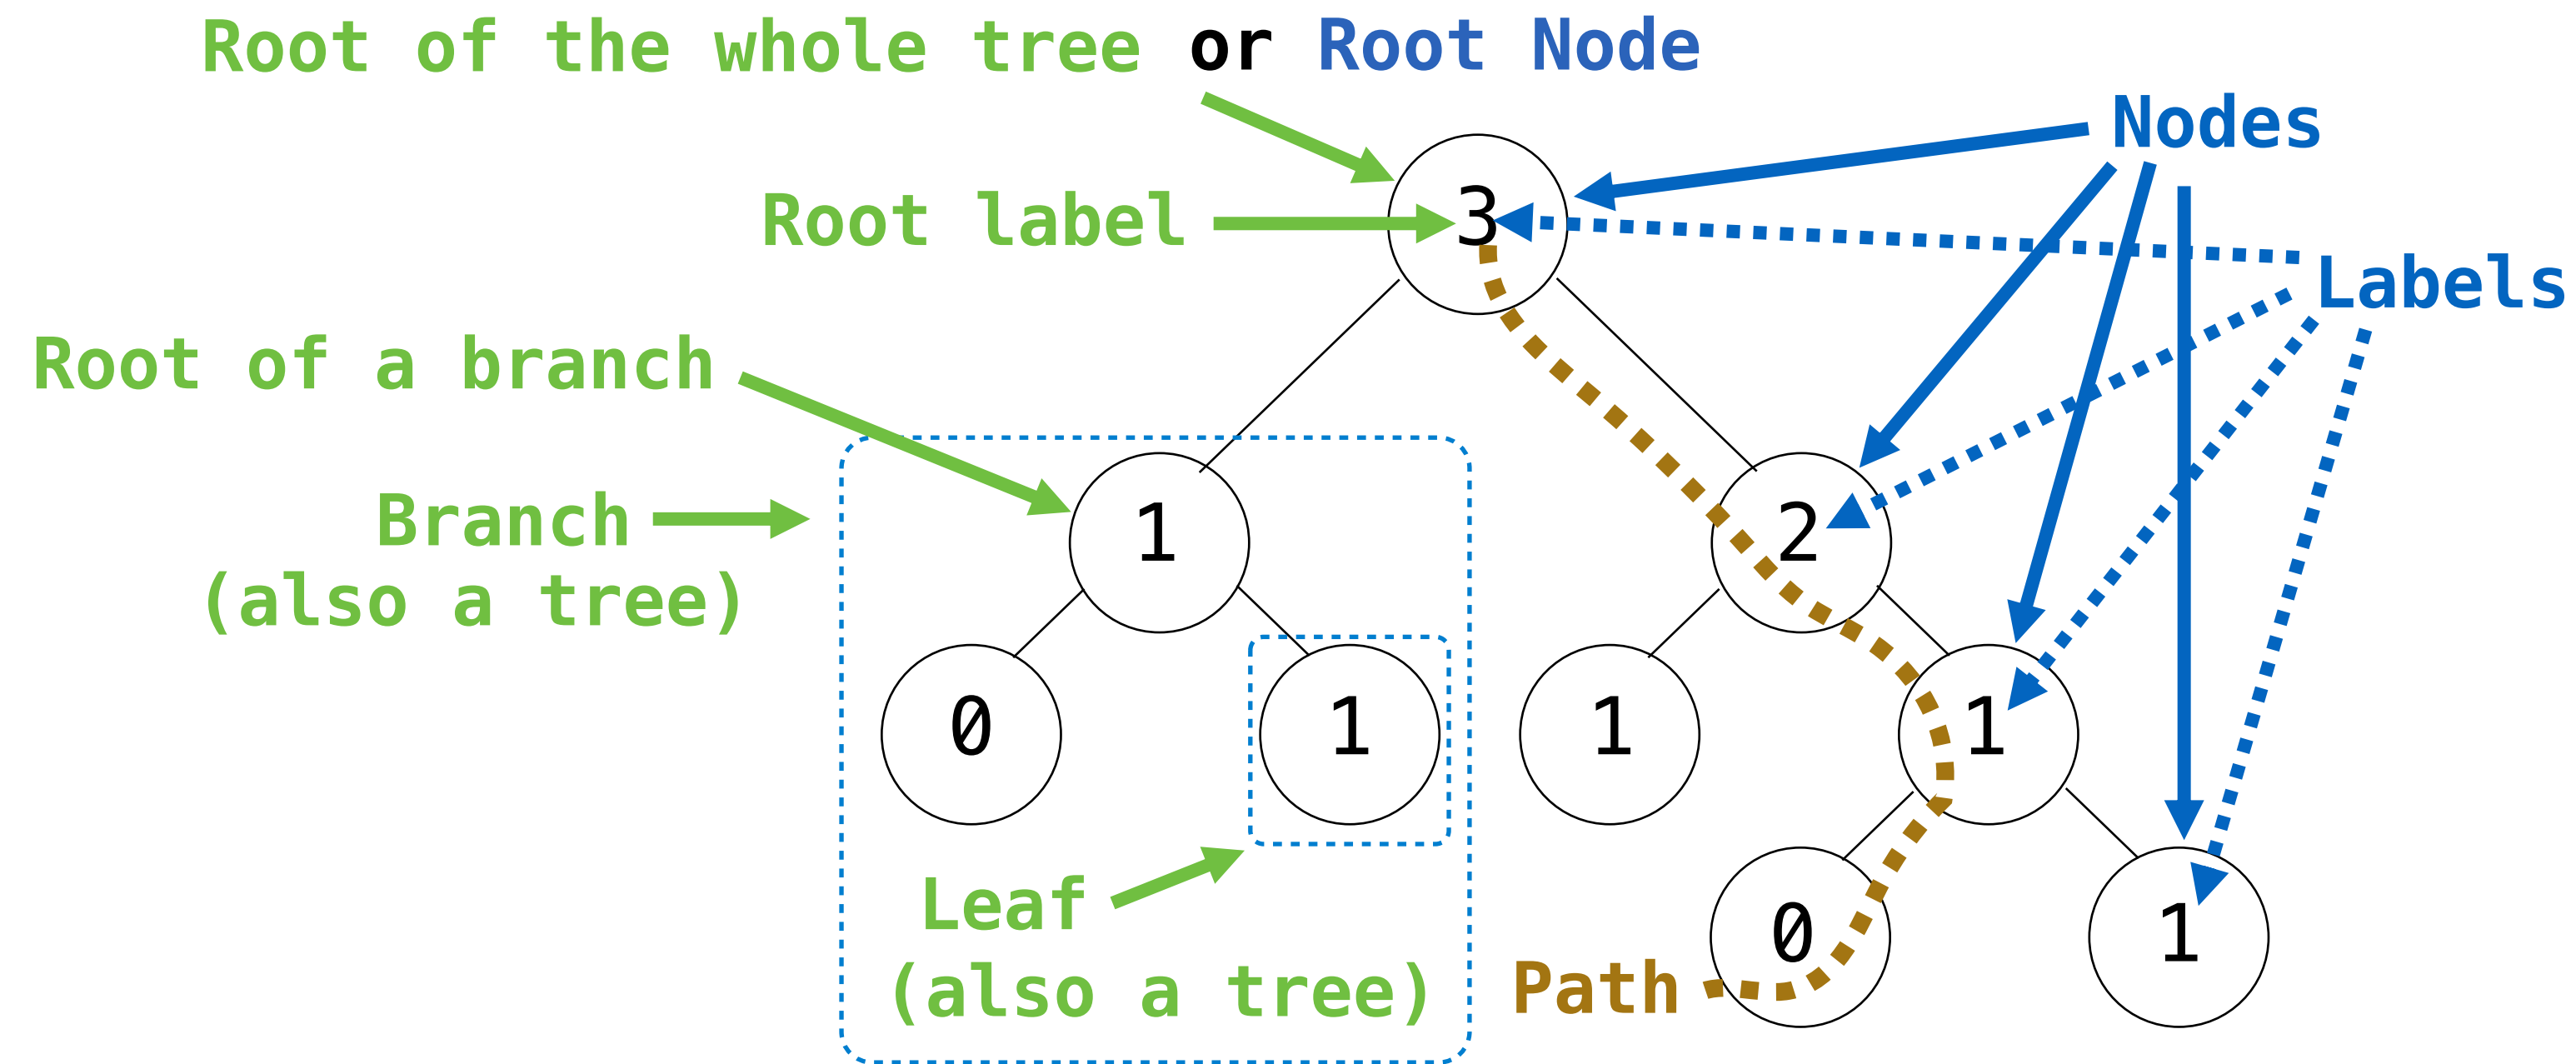 Root of the whole tree or Root Node
Nodes
Root label
3
Labels
Root of a branch
Branch
(also a tree)
1
2
0
1
1
1
Leaf
(also a tree)
Path
0
1